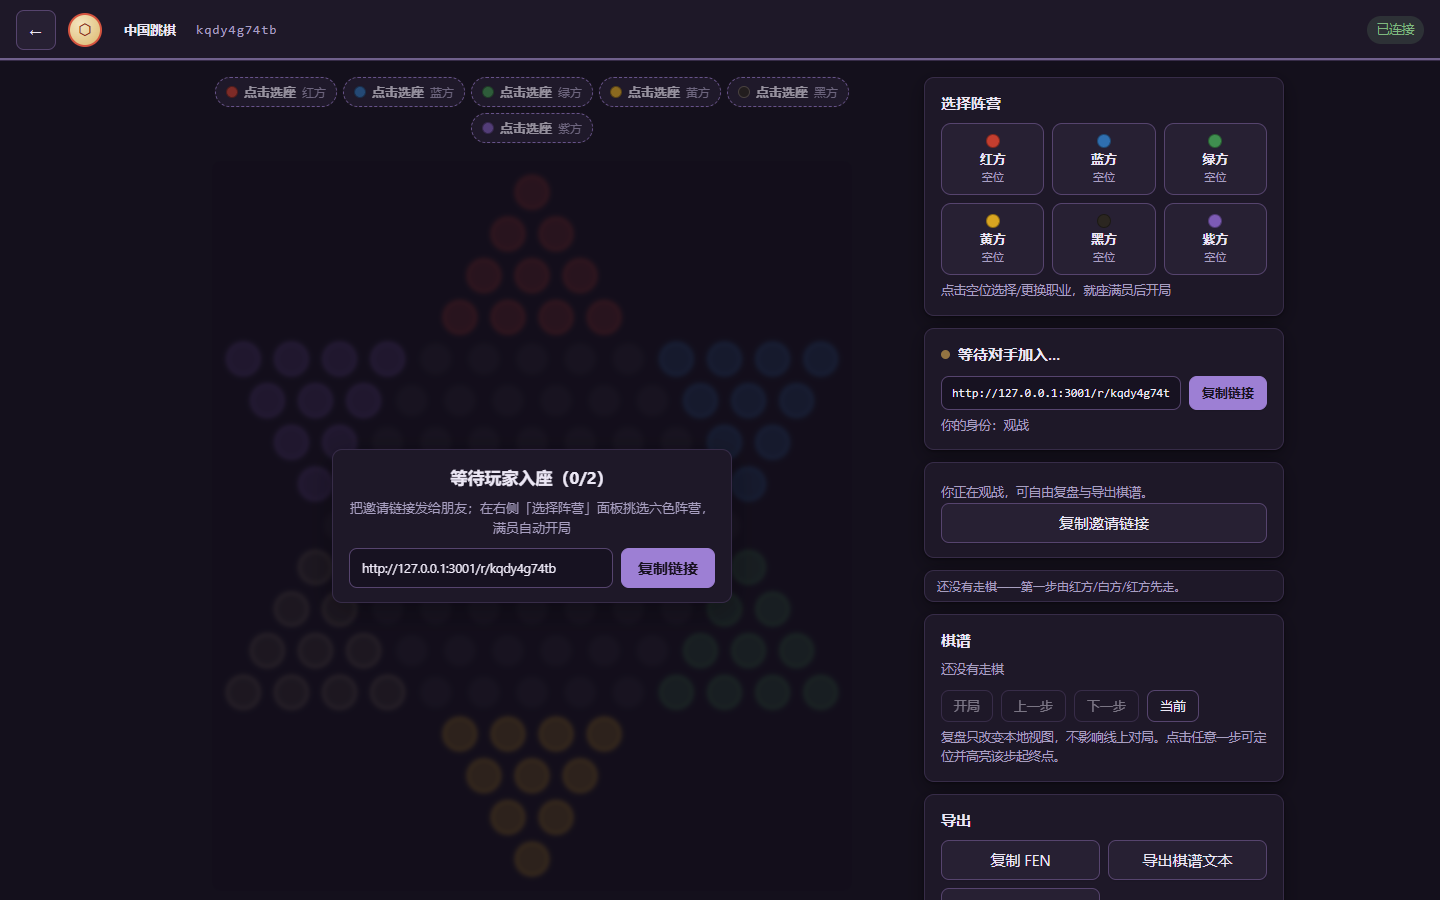 ← 中国跳棋 kqdy4g74tb 已连接
点击选座 红方 点击选座 蓝方 点击选座 绿方 点击选座 黄方 点击选座 黑方
点击选座 紫方
等待玩家入座（0/2）
把邀请链接发给朋友；在右侧「选择阵营」面板挑选六色阵营，
满员自动开局
http://127.0.0.1:3001/r/kqdy4g74tb 复制链接
选择阵营
红方 蓝方 绿方
空位 空位 空位
黄方 黑方 紫方
空位 空位 空位
点击空位选择/更换职业，就座满员后开局
等待对手加入...
http://127.0.0.1:3001/r/kqdy4g74t 复制链接
你的身份：观战
你正在观战，可自由复盘与导出棋谱。
复制邀请链接
还没有走棋——第一步由红方/白方/红方先走。
棋谱
还没有走棋
开局 上一步 下一步 当前
复盘只改变本地视图，不影响线上对局。点击任意一步可定
位并高亮该步起终点。
导出
复制 FEN 导出棋谱文本